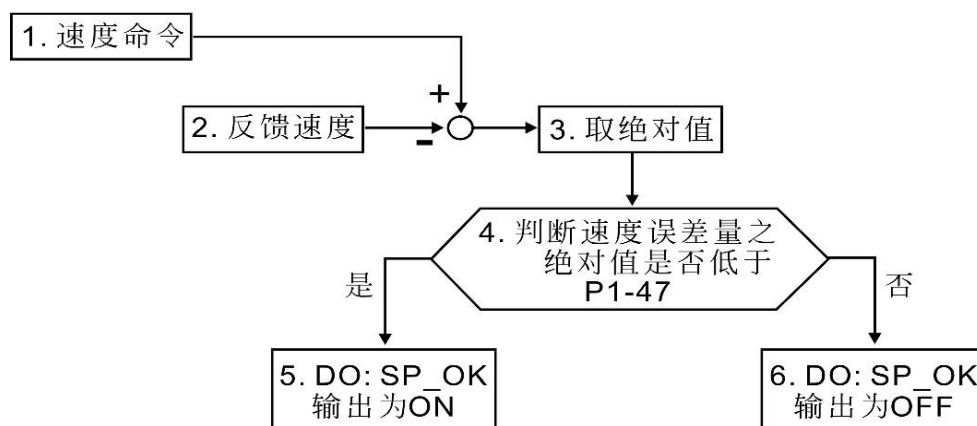 1. 速度命令
+
2. 反馈速度
-
3. 取绝对值
4. 判断速度误差量之
绝对值是否低于
P1-47
是
否
5. DO: SP_OK
输出为ON
6. DO: SP_OK
输出为OFF